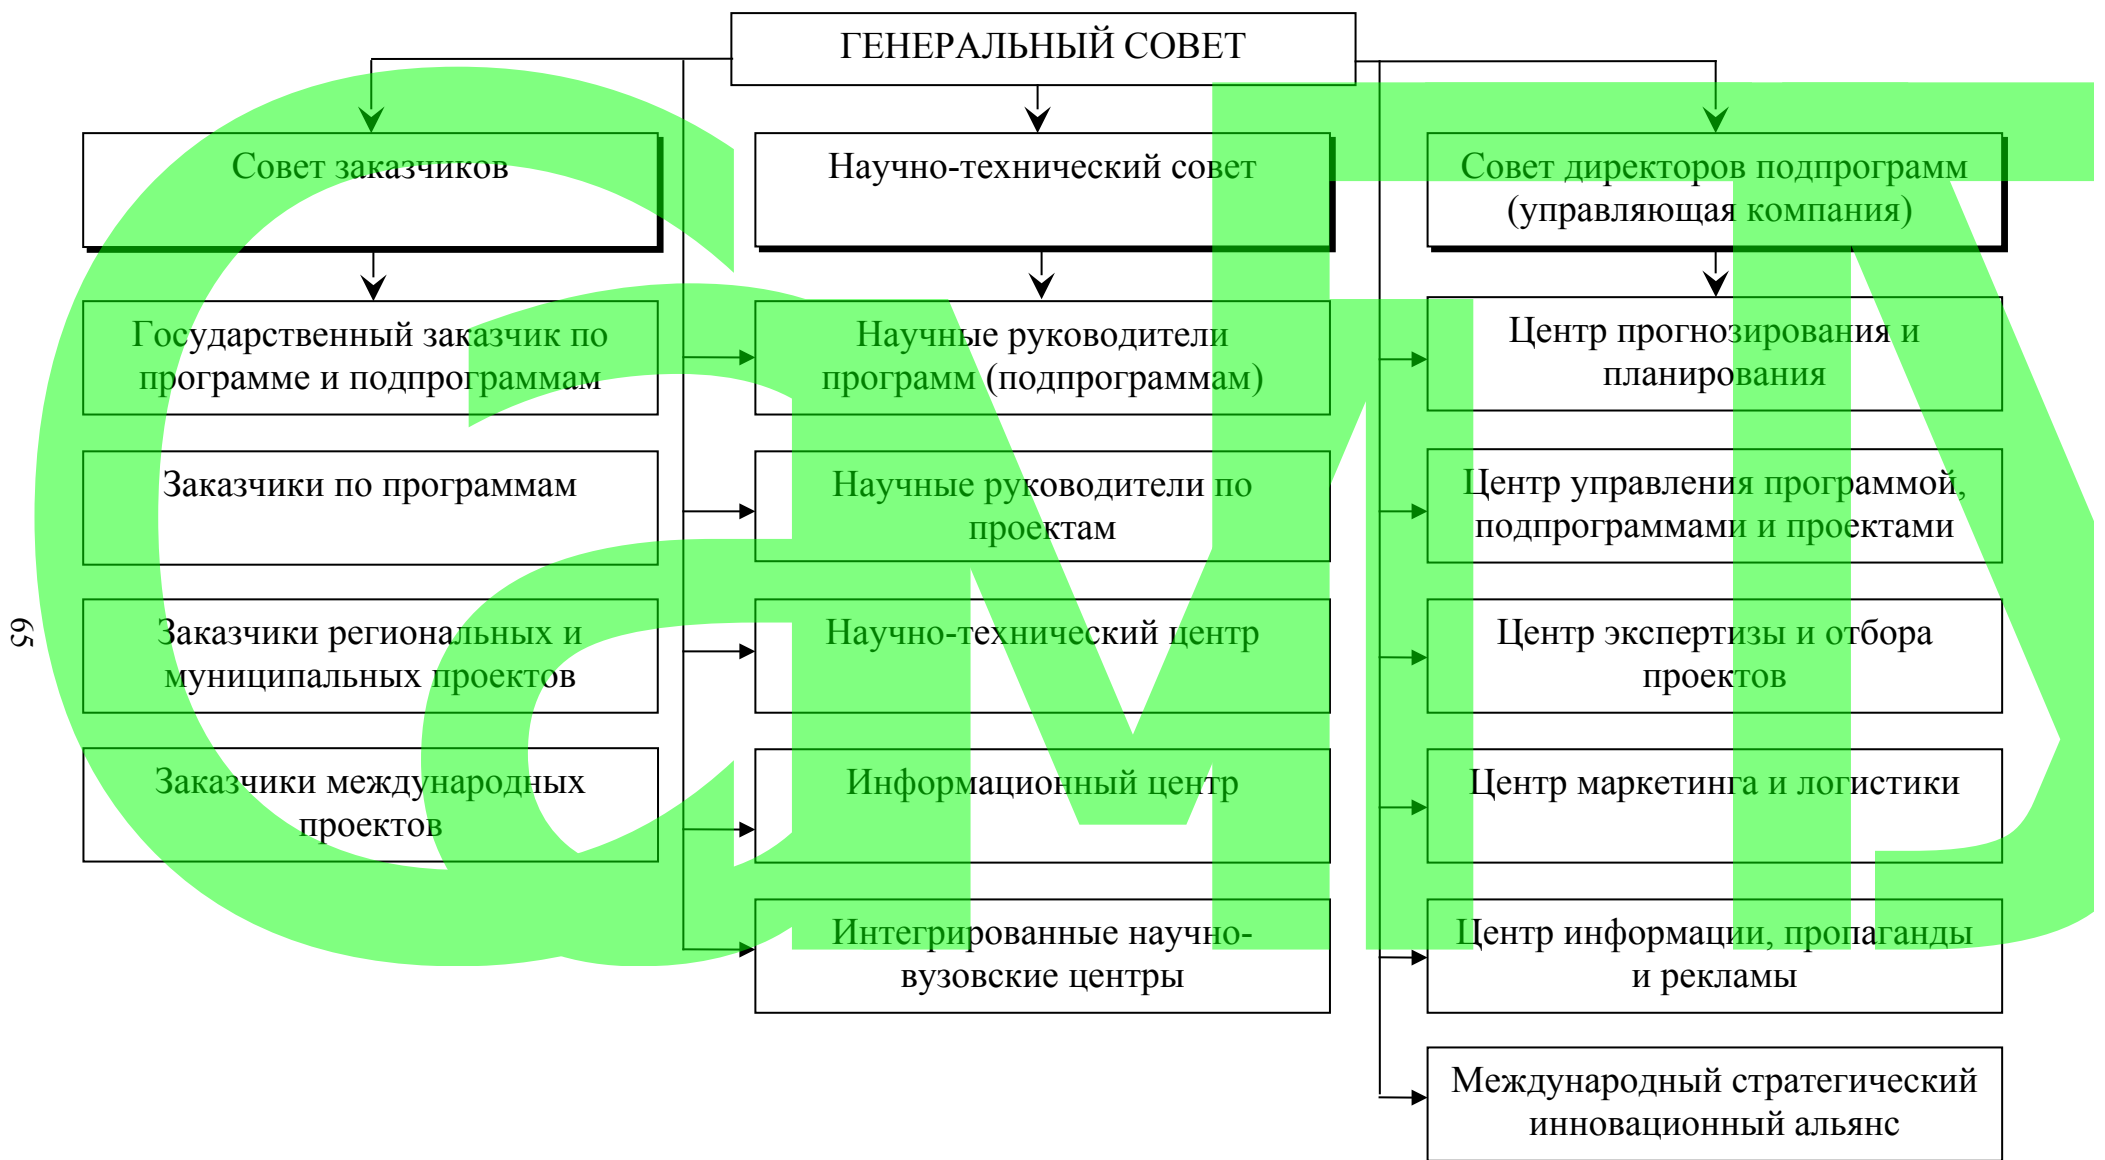 ГЕНЕРАЛЬНЫЙ СОВЕТ
Совет заказчиков
Научно-технический совет
Совет директоров подпрограмм
(управляющая компания)
Государственный заказчик по
программе и подпрограммам
Научные руководители
программ (подпрограммам)
Центр прогнозирования и
планирования
Заказчики по программам
Научные руководители по
проектам
Центр управления программой,
подпрограммами и проектами
Заказчики региональных и
муниципальных проектов
Научно-технический центр
Центр экспертизы и отбора
проектов
Заказчики международных
проектов
Информационный центр
Центр маркетинга и логистики
Интегрированные научно-
вузовские центры
Центр информации, пропаганды
и рекламы
Международный стратегический
инновационный альянс
65